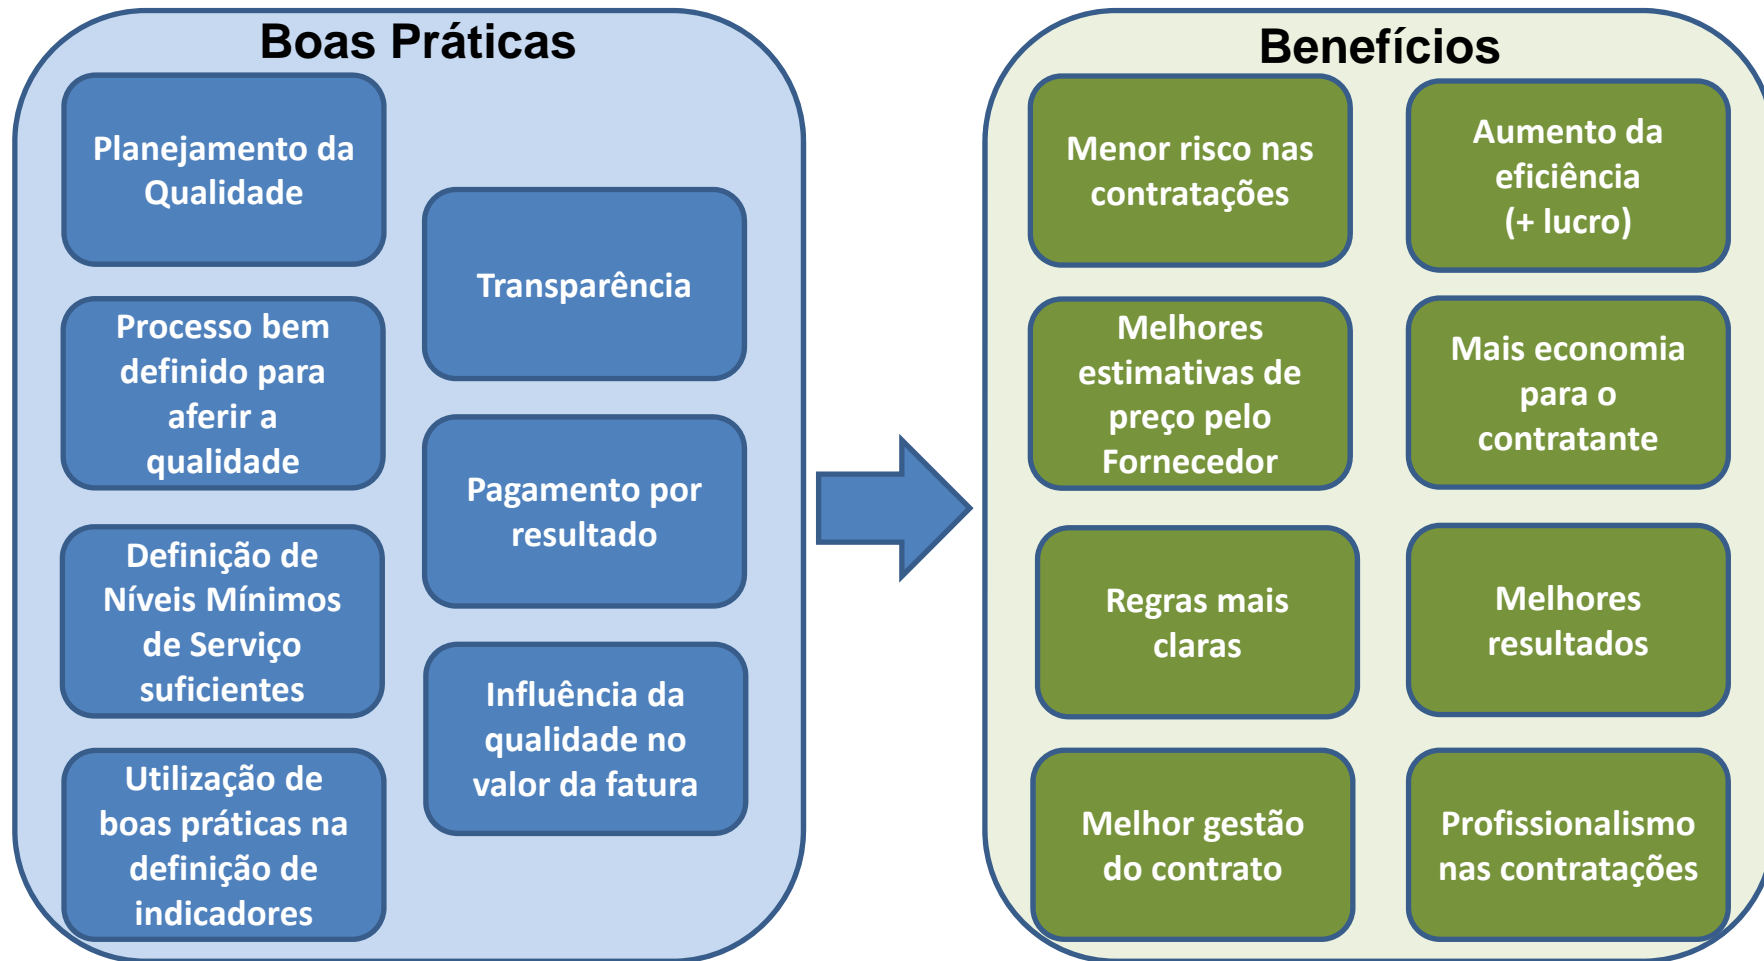 Boas Práticas
Planejamento da
Qualidade
Processo bem
definido para
aferir a
qualidade
Definição de
Níveis Mínimos
de Serviço
suficientes
Utilização de
boas práticas na
definição de
indicadores
Transparência
Pagamento por
resultado
Influência da
qualidade no
valor da fatura
Benefícios
Menor risco nas
contratações
Melhores
estimativas de
preço pelo
Fornecedor
Regras mais
claras
Melhor gestão
do contrato
Aumento da
eficiência
(+ lucro)
Mais economia
para o
contratante
Melhores
resultados
Profissionalismo
nas contratações